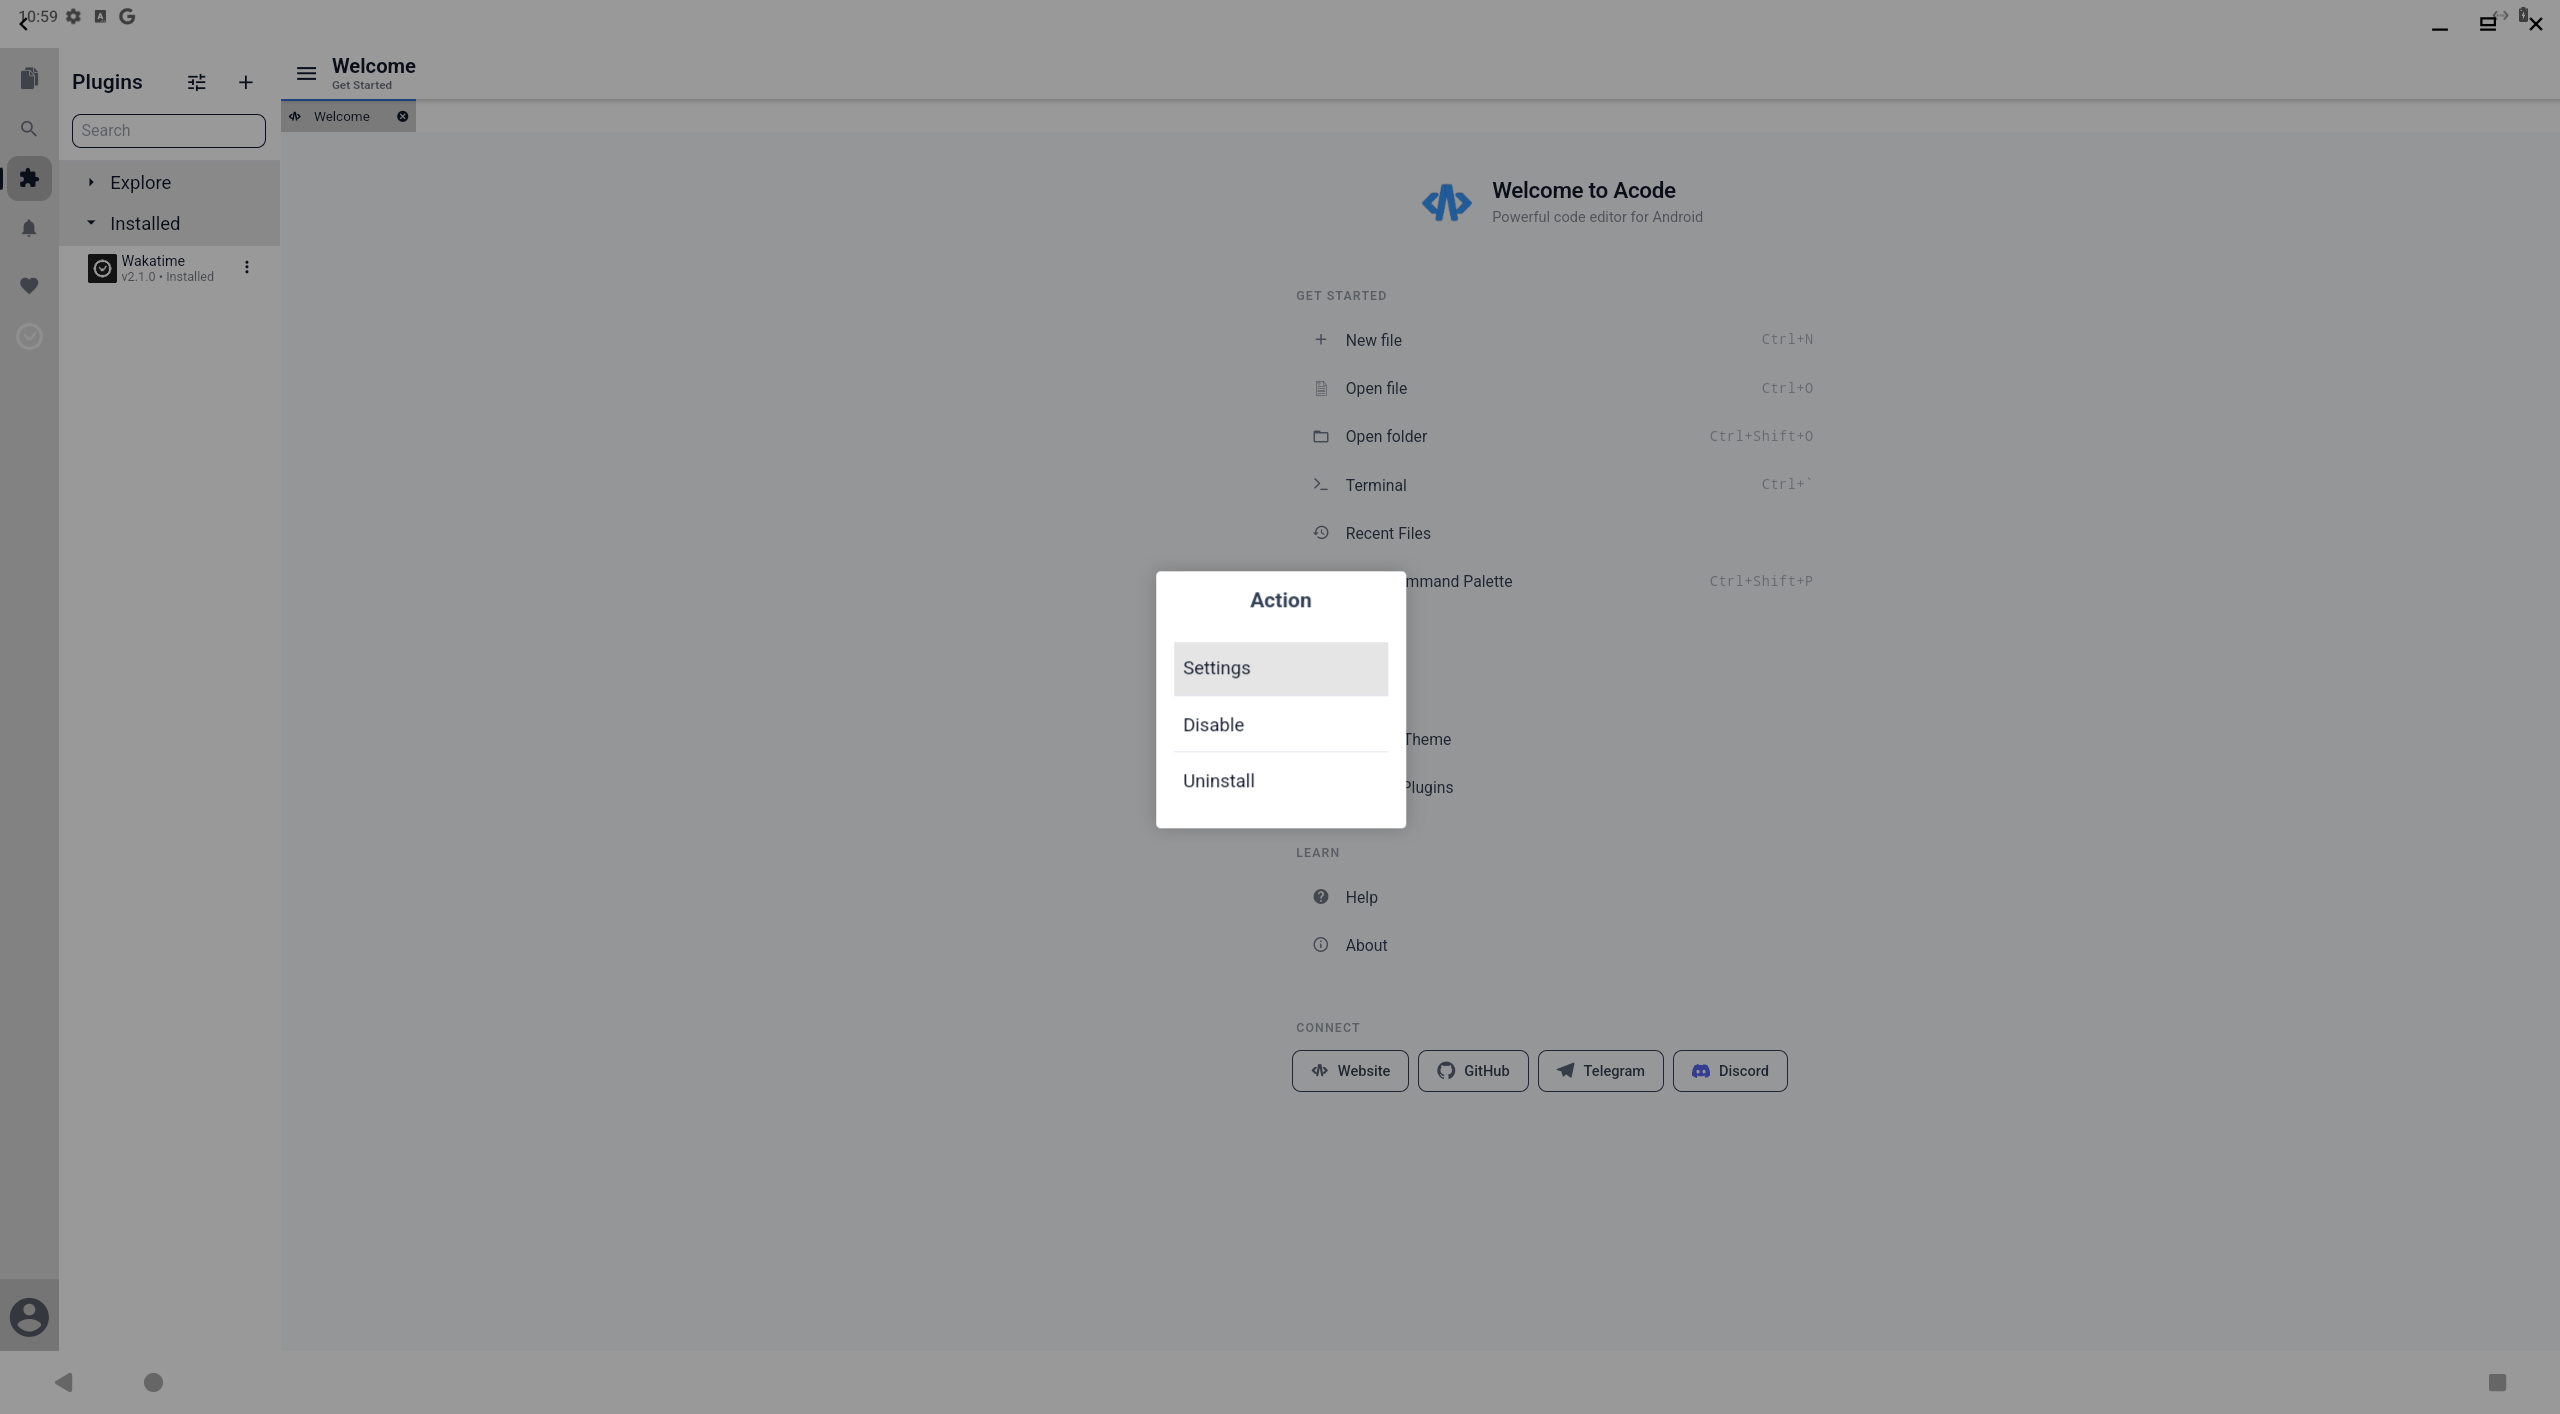 10:59
Plugins
Search
Explore
Installed
Wakatime
v2.1.0 • Installed
Welcome
Get Started
Welcome
Welcome to Acode
Powerful code editor for Android
GET STARTED
New file Ctrl+N
Open file Ctrl+O
Open folder Ctrl+Shift+O
Terminal Ctrl+`
Recent Files
mmand Palette Ctrl+Shift+P
Action
Settings
Disable
Uninstall
Theme
Plugins
LEARN
Help
About
CONNECT
Website
GitHub
Telegram
Discord